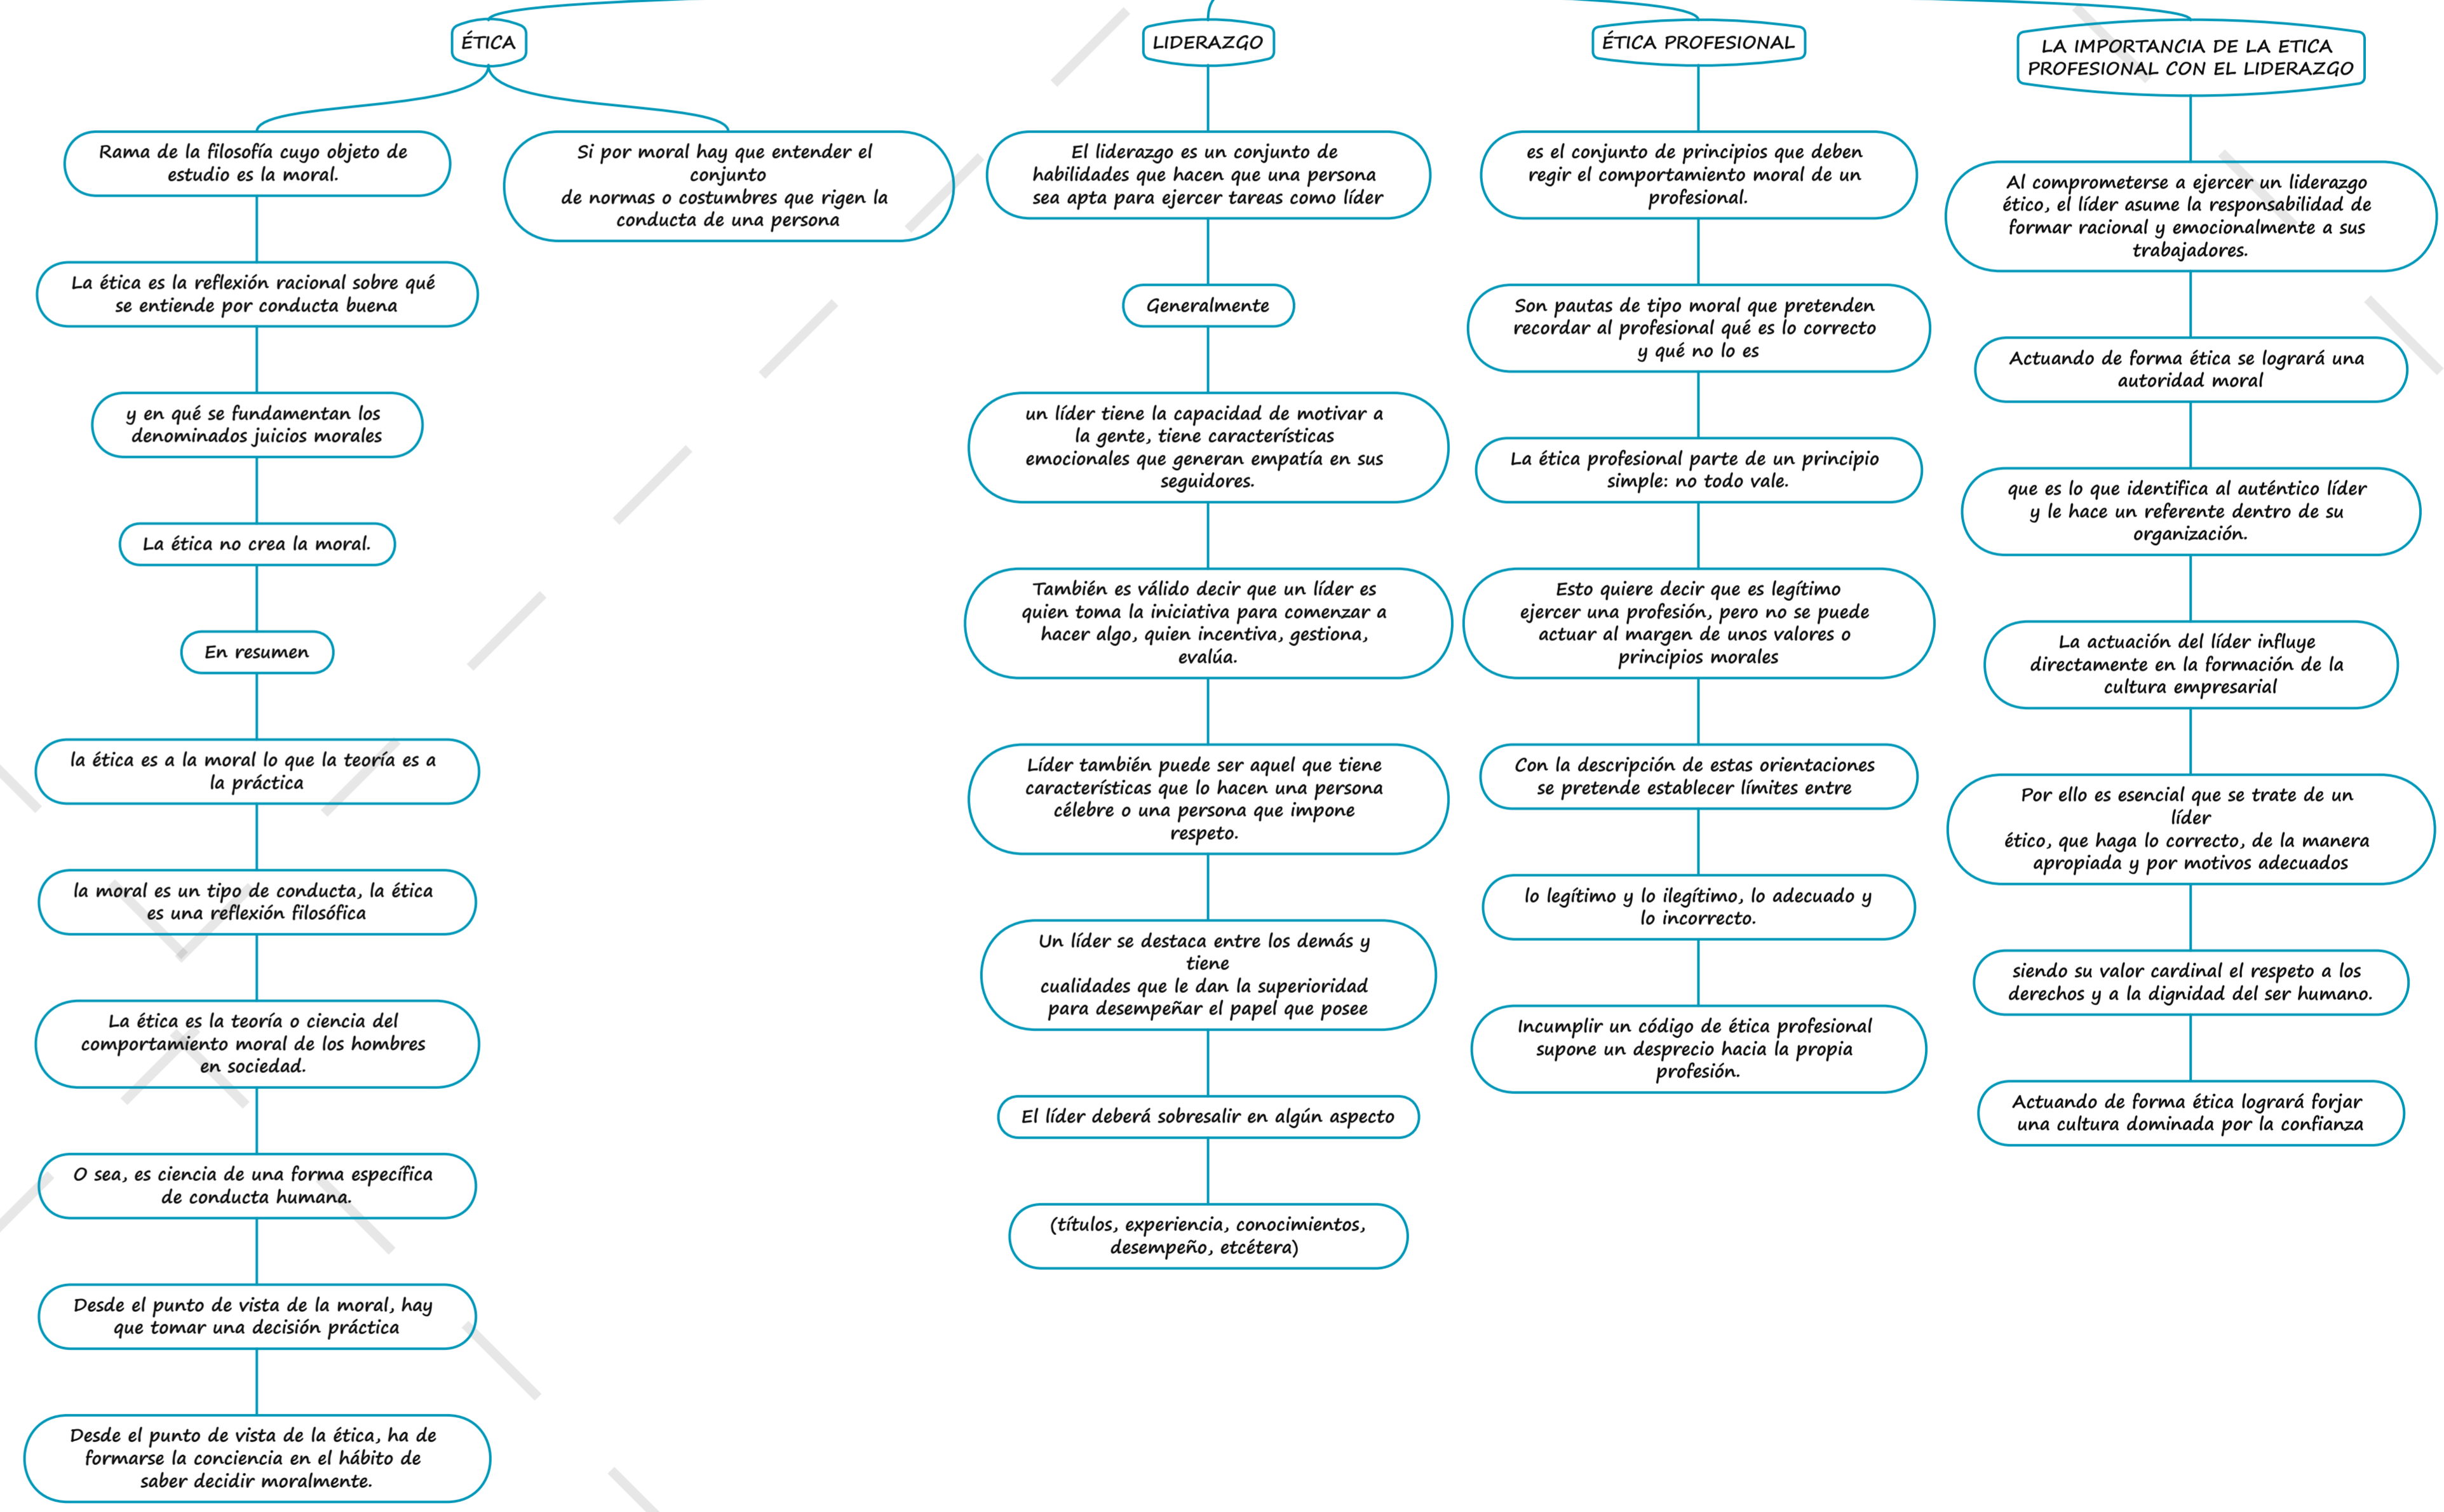 ÉTICA
Rama de la filosofía cuyo objeto de
estudio es la moral.
La ética es la reflexión racional sobre qué
se entiende por conducta buena
y en qué se fundamentan los
denominados juicios morales
La ética no crea la moral.
En resumen
la ética es a la moral lo que la teoría es a
la práctica
la moral es un tipo de conducta, la ética
es una reflexión filosófica
La ética es la teoría o ciencia del
comportamiento moral de los hombres
en sociedad.
O sea, es ciencia de una forma específica
de conducta humana.
Desde el punto de vista de la moral, hay
que tomar una decisión práctica
Desde el punto de vista de la ética, ha de
formarse la conciencia en el hábito de
saber decidir moralmente.
Si por moral hay que entender el
conjunto
de normas o costumbres que rigen la
conducta de una persona
LIDERAZGO
El liderazgo es un conjunto de
habilidades que hacen que una persona
sea apta para ejercer tareas como líder
Generalmente
un líder tiene la capacidad de motivar a
la gente, tiene características
emocionales que generan empatía en sus
seguidores.
También es válido decir que un líder es
quien toma la iniciativa para comenzar a
hacer algo, quien incentiva, gestiona,
evalúa.
Líder también puede ser aquel que tiene
características que lo hacen una persona
célebre o una persona que impone
respeto.
Un líder se destaca entre los demás y
tiene
cualidades que le dan la superioridad
para desempeñar el papel que posee
El líder deberá sobresalir en algún aspecto
(títulos, experiencia, conocimientos,
desempeño, etcétera)
ÉTICA PROFESIONAL
es el conjunto de principios que deben
regir el comportamiento moral de un
profesional.
Son pautas de tipo moral que pretenden
recordar al profesional qué es lo correcto
y qué no lo es
La ética profesional parte de un principio
simple: no todo vale.
Esto quiere decir que es legítimo
ejercer una profesión, pero no se puede
actuar al margen de unos valores o
principios morales
Con la descripción de estas orientaciones
se pretende establecer límites entre
lo legítimo y lo ilegítimo, lo adecuado y
lo incorrecto.
Incumplir un código de ética profesional
supone un desprecio hacia la propia
profesión.
LA IMPORTANCIA DE LA ETICA
PROFESIONAL CON EL LIDERAZGO
Al comprometerse a ejercer un liderazgo
ético, el líder asume la responsabilidad de
formar racional y emocionalmente a sus
trabajadores.
Actuando de forma ética se logrará una
autoridad moral
que es lo que identifica al auténtico líder
y le hace un referente dentro de su
organización.
La actuación del líder influye
directamente en la formación de la
cultura empresarial
Por ello es esencial que se trate de un
líder
ético, que haga lo correcto, de la manera
apropiada y por motivos adecuados
siendo su valor cardinal el respeto a los
derechos y a la dignidad del ser humano.
Actuando de forma ética logrará forjar
una cultura dominada por la confianza